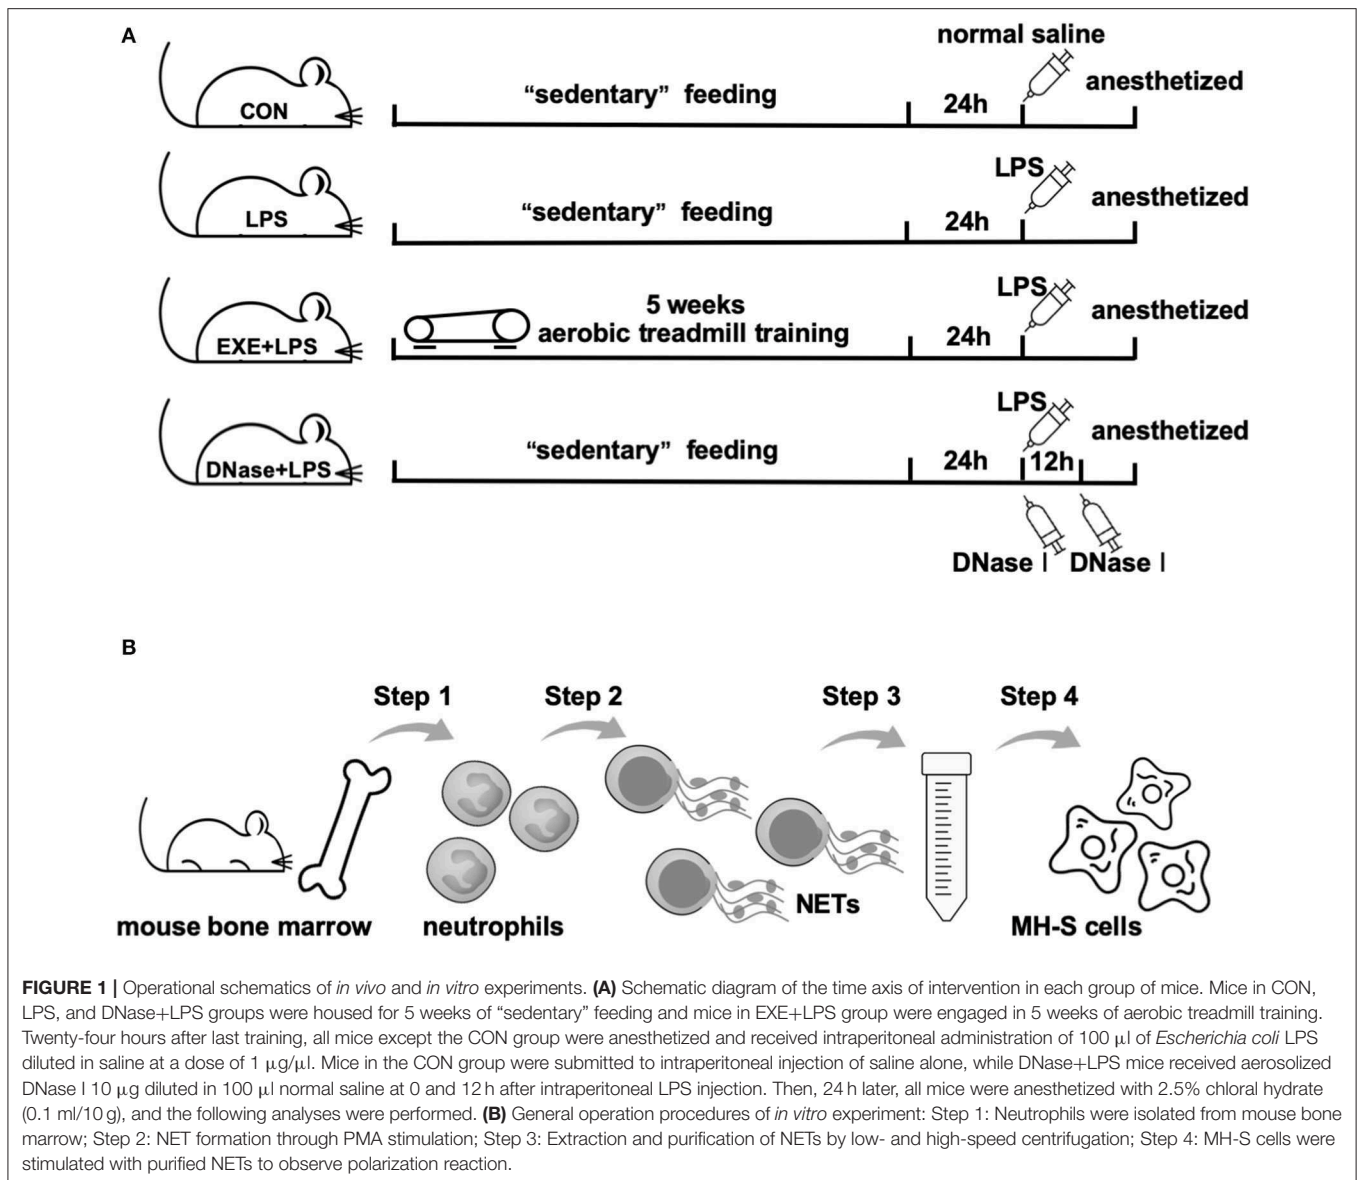 A
normal saline
CON
“sedentary” feeding
24h
anesthetized
LPS
LPS
“sedentary” feeding
24h
anesthetized
LPS
EXE+LPS
5 weeks
aerobic treadmill training
24h
anesthetized
LPS
DNase+LPS
“sedentary” feeding
24h
12h
anesthetized
DNase I DNase I
B
Step 1 Step 2 Step 3 Step 4
NETs
mouse bone marrow neutrophils MH-S cells
FIGURE 1 | Operational schematics of in vivo and in vitro experiments. (A) Schematic diagram of the time axis of intervention in each group of mice. Mice in CON,
LPS, and DNase+LPS groups were housed for 5 weeks of “sedentary” feeding and mice in EXE+LPS group were engaged in 5 weeks of aerobic treadmill training.
Twenty-four hours after last training, all mice except the CON group were anesthetized and received intraperitoneal administration of 100 μl of Escherichia coli LPS
diluted in saline at a dose of 1 μg/μl. Mice in the CON group were submitted to intraperitoneal injection of saline alone, while DNase+LPS mice received aerosolized
DNase I 10 μg diluted in 100 μl normal saline at 0 and 12 h after intraperitoneal LPS injection. Then, 24 h later, all mice were anesthetized with 2.5% chloral hydrate
(0.1 ml/10 g), and the following analyses were performed. (B) General operation procedures of in vitro experiment: Step 1: Neutrophils were isolated from mouse bone
marrow; Step 2: NET formation through PMA stimulation; Step 3: Extraction and purification of NETs by low- and high-speed centrifugation; Step 4: MH-S cells were
stimulated with purified NETs to observe polarization reaction.